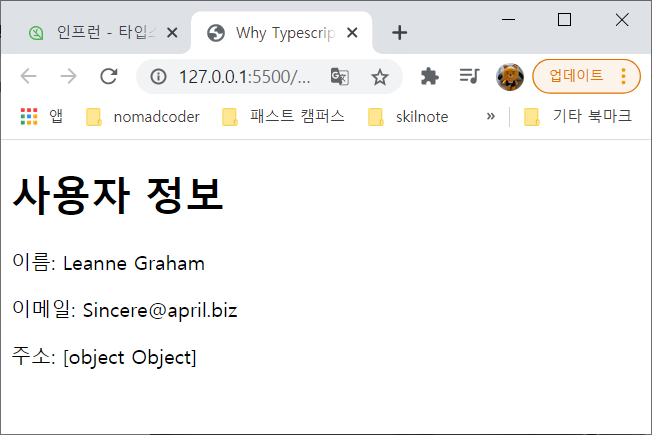 인프런 - 타입
Why Typescrip
127.0.0.1:5500/...
업데이트
앱
nomadcoder
패스트 캠퍼스
skilnote
»
기타 북마크
사용자 정보
이름: Leanne Graham
이메일: Sincere@april.biz
주소: [object Object]